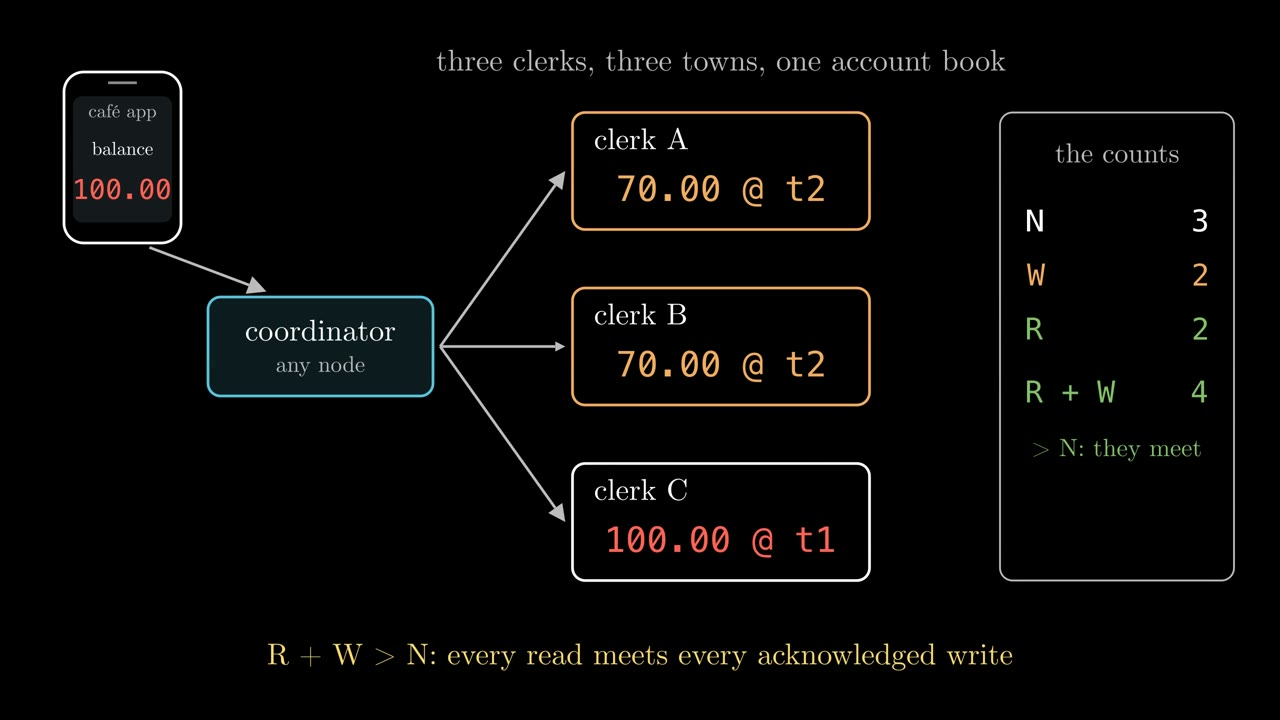 three clerks, three towns, one account book
café app
balance
100.00
coordinator
any node
clerk A
70.00 @ t2
clerk B
70.00 @ t2
clerk C
100.00 @ t1
the counts
N 3
W 2
R 2
R + W 4
> N: they meet
R + W > N: every read meets every acknowledged write